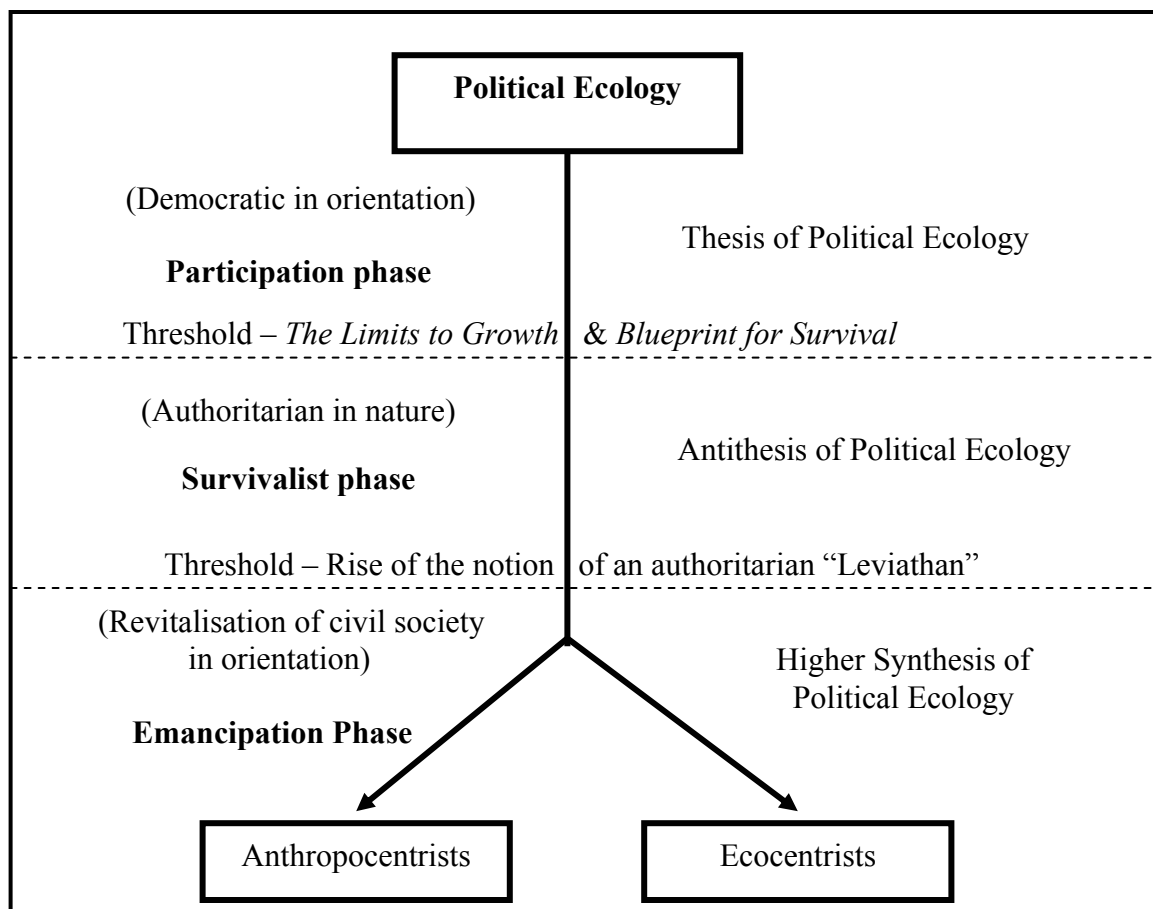 Political Ecology
(Democratic in orientation)
Thesis of Political Ecology
Participation phase
Threshold – The Limits to Growth & Blueprint for Survival
(Authoritarian in nature)
Antithesis of Political Ecology
Survivalist phase
Threshold – Rise of the notion of an authoritarian “Leviathan”
(Revitalisation of civil society
in orientation)
Higher Synthesis of
Political Ecology
Emancipation Phase
Anthropocentrists
Ecocentrists